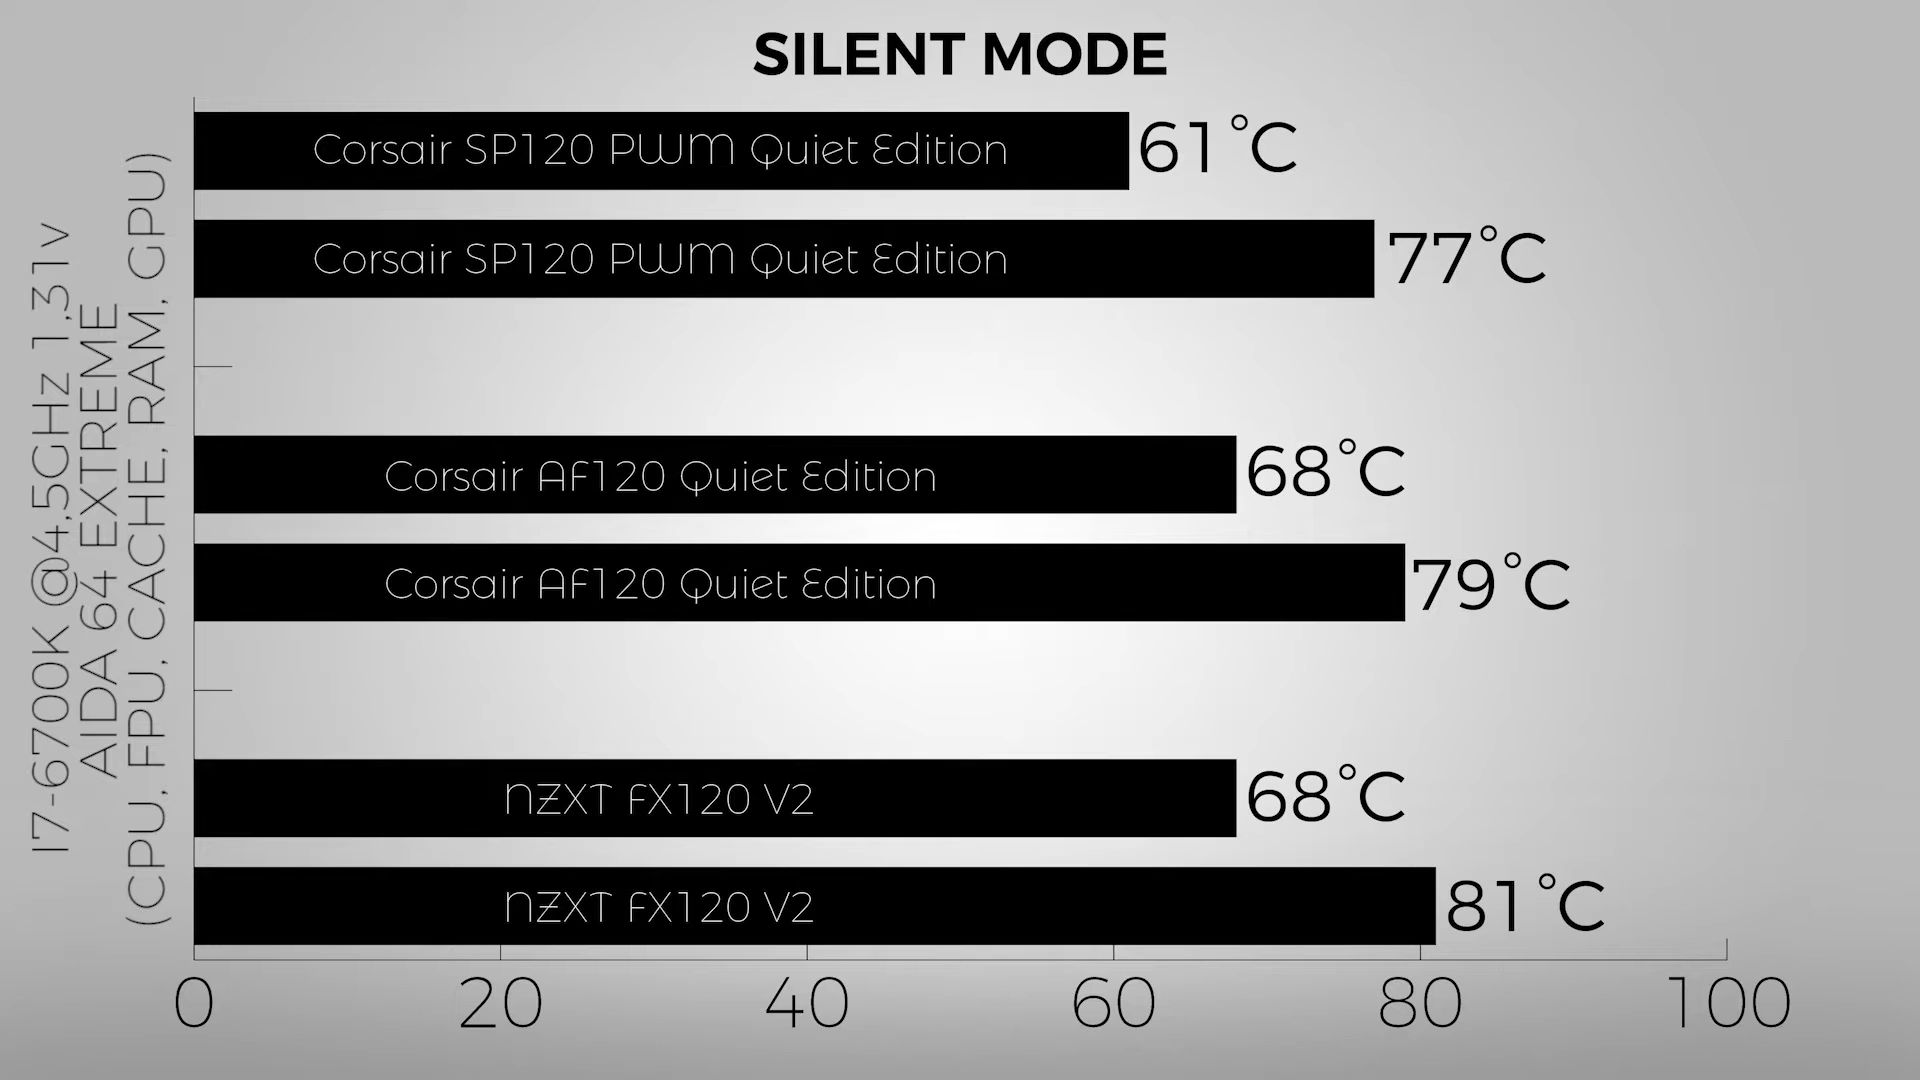 SILENT MODE
I7-6700K @4,5GHz 1,31v
AIDA 64 EXTREME
(CPU, FPU, CACHE, RAM, GPU)
Corsair SP120 PWM Quiet Edition 61°C
Corsair SP120 PWM Quiet Edition 77°C
Corsair AF120 Quiet Edition 68°C
Corsair AF120 Quiet Edition 79°C
NZXT FX120 V2 68°C
NZXT FX120 V2 81°C
0 20 40 60 80 100